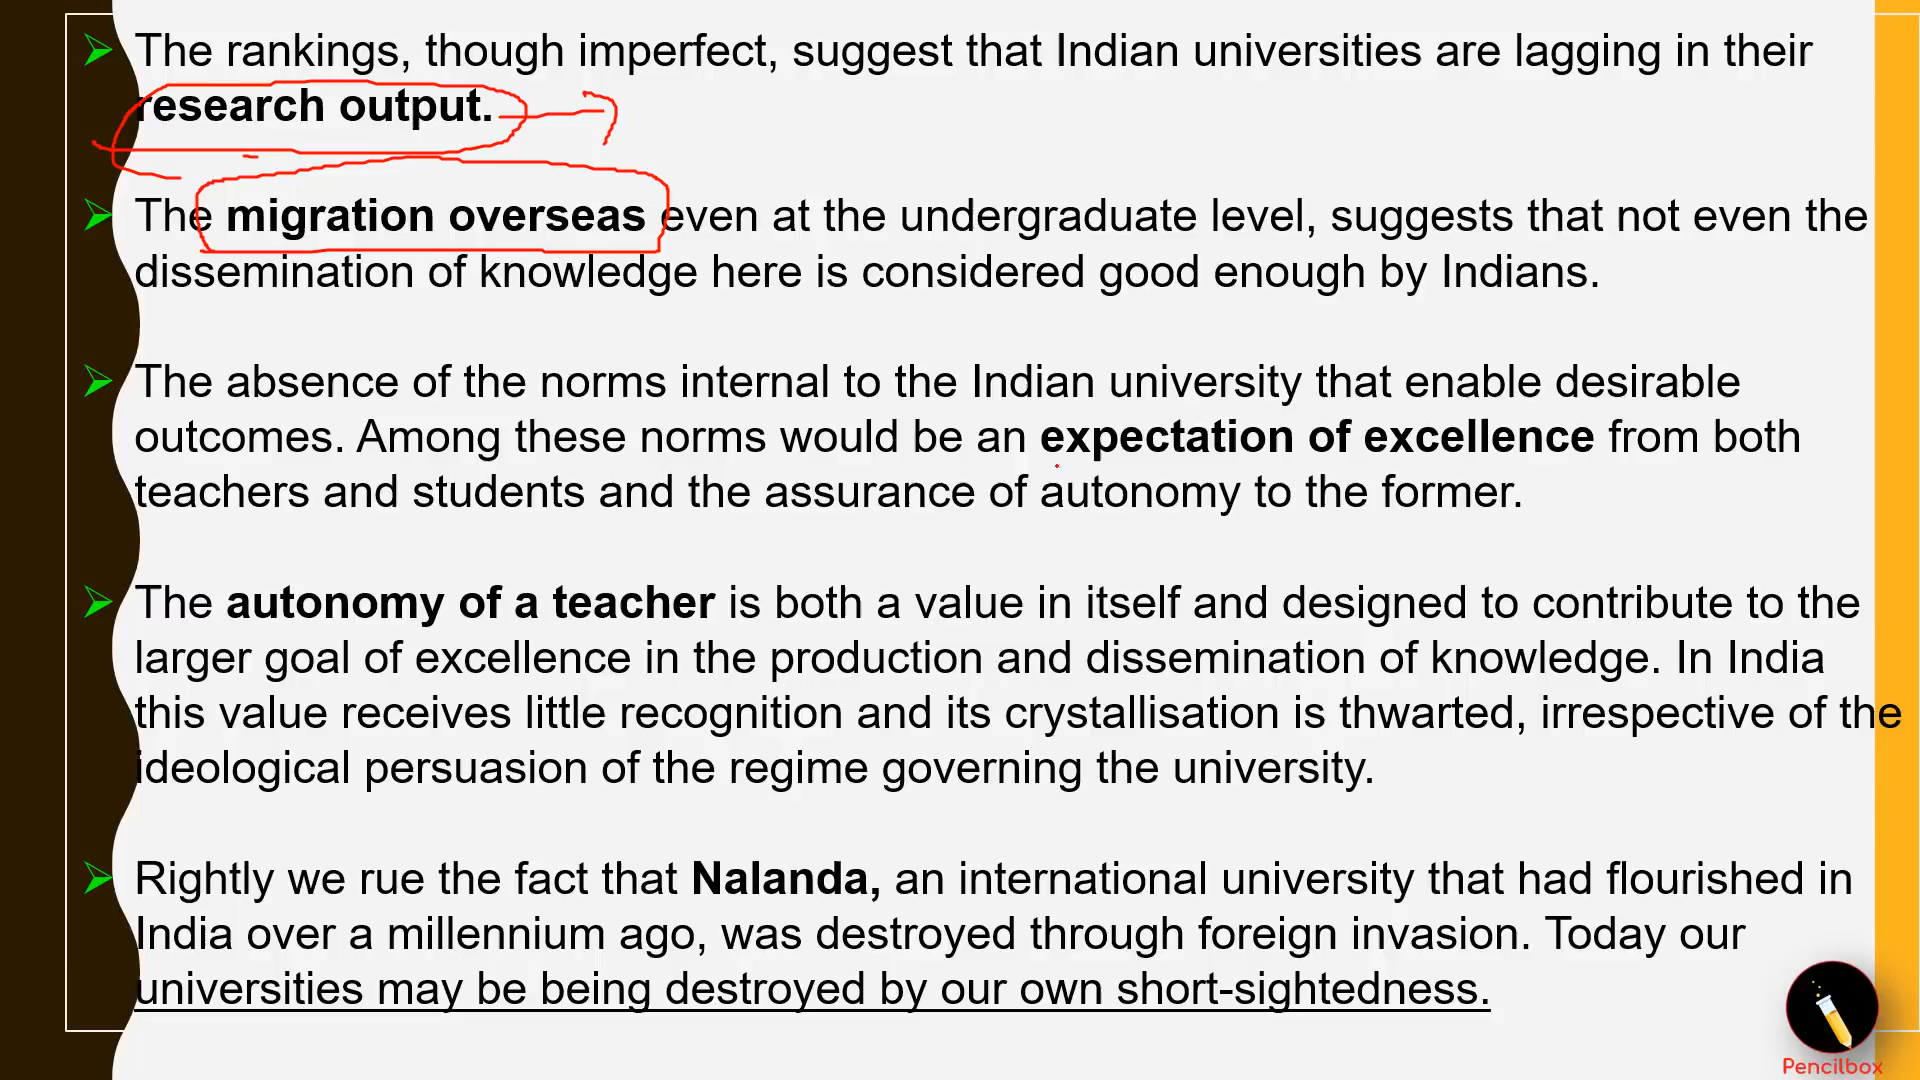 The rankings, though imperfect, suggest that Indian universities are lagging in their
research output.
The migration overseas even at the undergraduate level, suggests that not even the
dissemination of knowledge here is considered good enough by Indians.
The absence of the norms internal to the Indian university that enable desirable
outcomes. Among these norms would be an expectation of excellence from both
teachers and students and the assurance of autonomy to the former.
The autonomy of a teacher is both a value in itself and designed to contribute to the
larger goal of excellence in the production and dissemination of knowledge. In India
this value receives little recognition and its crystallisation is thwarted, irrespective of the
ideological persuasion of the regime governing the university.
Rightly we rue the fact that Nalanda, an international university that had flourished in
India over a millennium ago, was destroyed through foreign invasion. Today our
universities may be being destroyed by our own short-sightedness.
Pencilbox